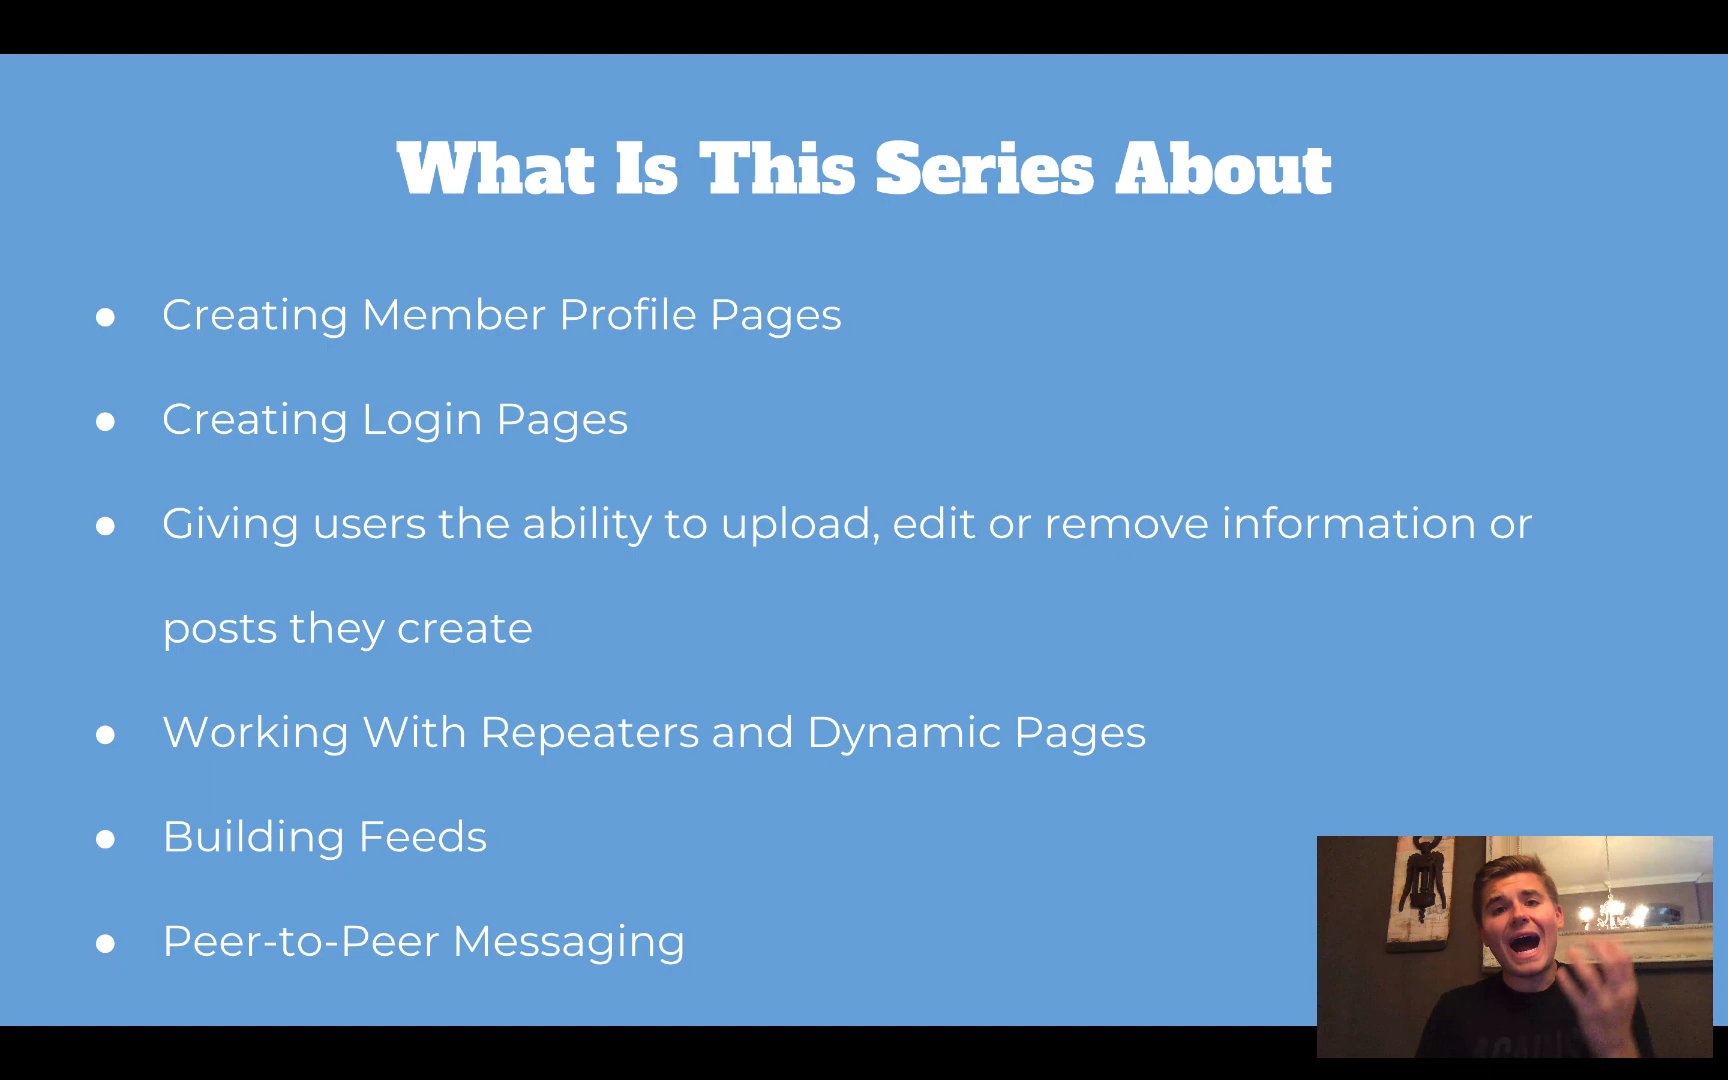 What Is This Series About
● Creating Member Profile Pages
● Creating Login Pages
● Giving users the ability to upload, edit or remove information or
posts they create
● Working With Repeaters and Dynamic Pages
● Building Feeds
● Peer-to-Peer Messaging